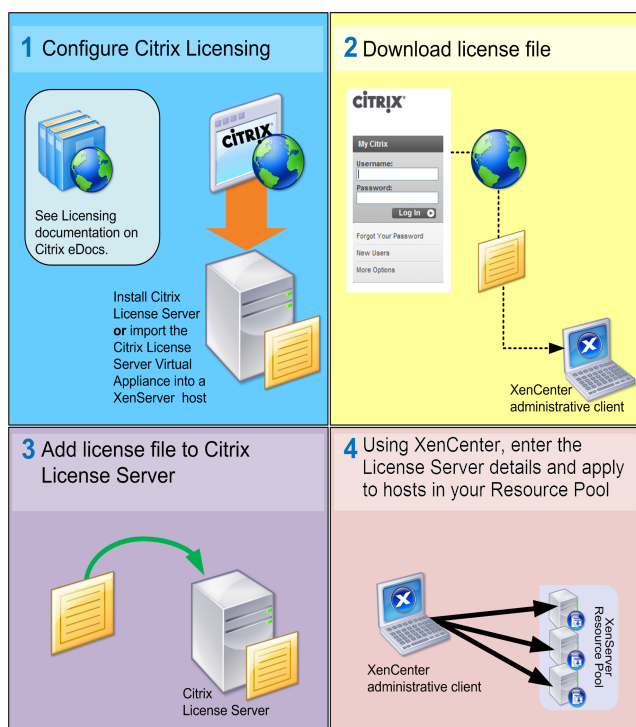 1 Configure Citrix Licensing
CİTRIX
See Licensing
documentation on
Citrix eDocs.
Install Citrix
License Server
or import the
Citrix License
Server Virtual
Appliance into a
XenServer host
2 Download license file
CİTRIX
My Citrix
Username:
Password:
Log In
Forgot Your Password
New Users
More Options
XenCenter
administrative client
3 Add license file to Citrix
License Server
Citrix
License Server
4 Using XenCenter, enter the
License Server details and apply
to hosts in your Resource Pool
XenCenter
administrative client
XenServer
Resource Pool